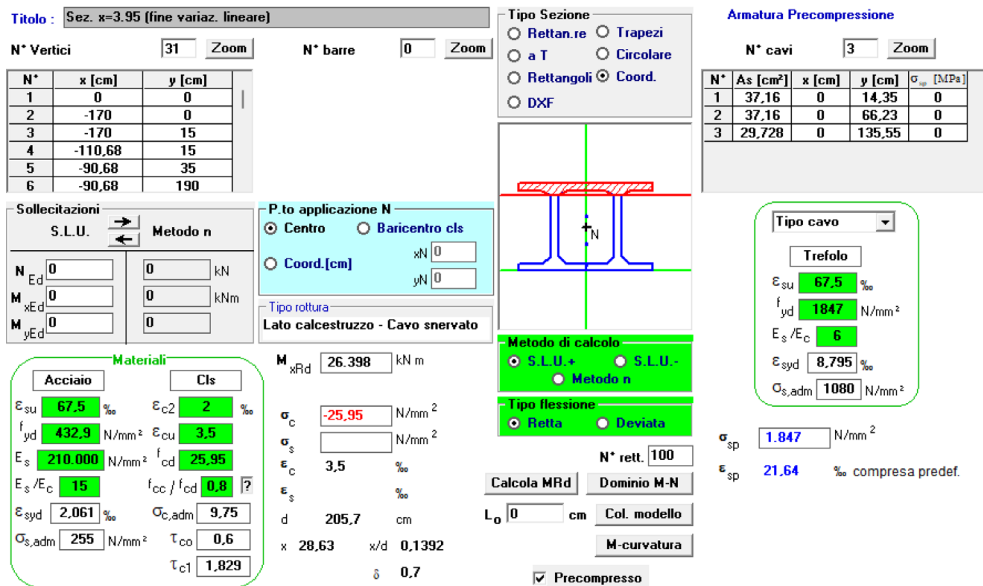 Titolo : Sez. x=3.95 (fine variaz. lineare)
N° Vertici 31 Zoom
N° barre 0 Zoom
N° x [cm] y [cm]
1 0 0
2 -170 0
3 -170 15
4 -110,68 15
5 -90,68 35
6 -90,68 190
Tipo Sezione
Rettan.re Trapezi
a T Circolare
Rettangoli Coord.
DXF
Armatura Precompressione
N° cavi 3 Zoom
N° As [cm²] x [cm] y [cm] σsp [MPa]
1 37,16 0 14,35 0
2 37,16 0 66,23 0
3 29,728 0 135,55 0
Sollecitazioni
S.L.U. Metodo n
N Ed 0 0 kN
M xEd 0 0 kNm
M yEd 0 0
P.to applicazione N
Centro Baricentro cls
Coord.[cm]
xN 0
yN 0
Tipo rottura
Lato calcestruzzo - Cavo snervato
N
Tipo cavo
Trefolo
εsu 67,5 ‰
fyd 1847 N/mm²
Es /Ec 6
εsyd 8,795 ‰
σs,adm 1080 N/mm²
Materiali
Acciaio Cls
εsu 67,5 ‰ εc2 2 ‰
fyd 432,9 N/mm² εcu 3,5
Es 210.000 N/mm² fcd 25,95
Es /Ec 15 fcc / fcd 0,8 ?
εsyd 2,061 ‰ σc,adm 9,75
σs,adm 255 N/mm² τco 0,6
τc1 1,829
M xRd 26.398 kN m
σc -25,95 N/mm²
σs N/mm²
εc 3,5 ‰
εs ‰
d 205,7 cm
x 28,63 x/d 0,1392
δ 0,7
Metodo di calcolo
S.L.U.+ S.L.U.-
Metodo n
Tipo flessione
Retta Deviata
N° rett. 100
Calcola MRd Dominio M-N
Lo 0 cm Col. modello
M-curvatura
Precompresso
σsp 1.847 N/mm²
εsp 21,64 ‰ compresa predef.